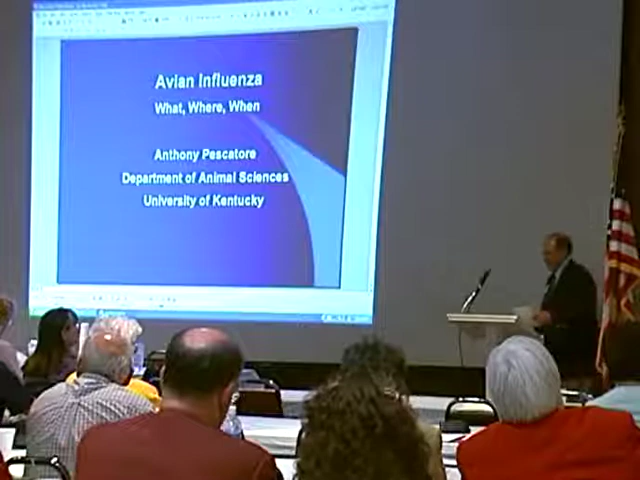 Avian Influenza
What, Where, When
Anthony Pescatore
Department of Animal Sciences
University of Kentucky